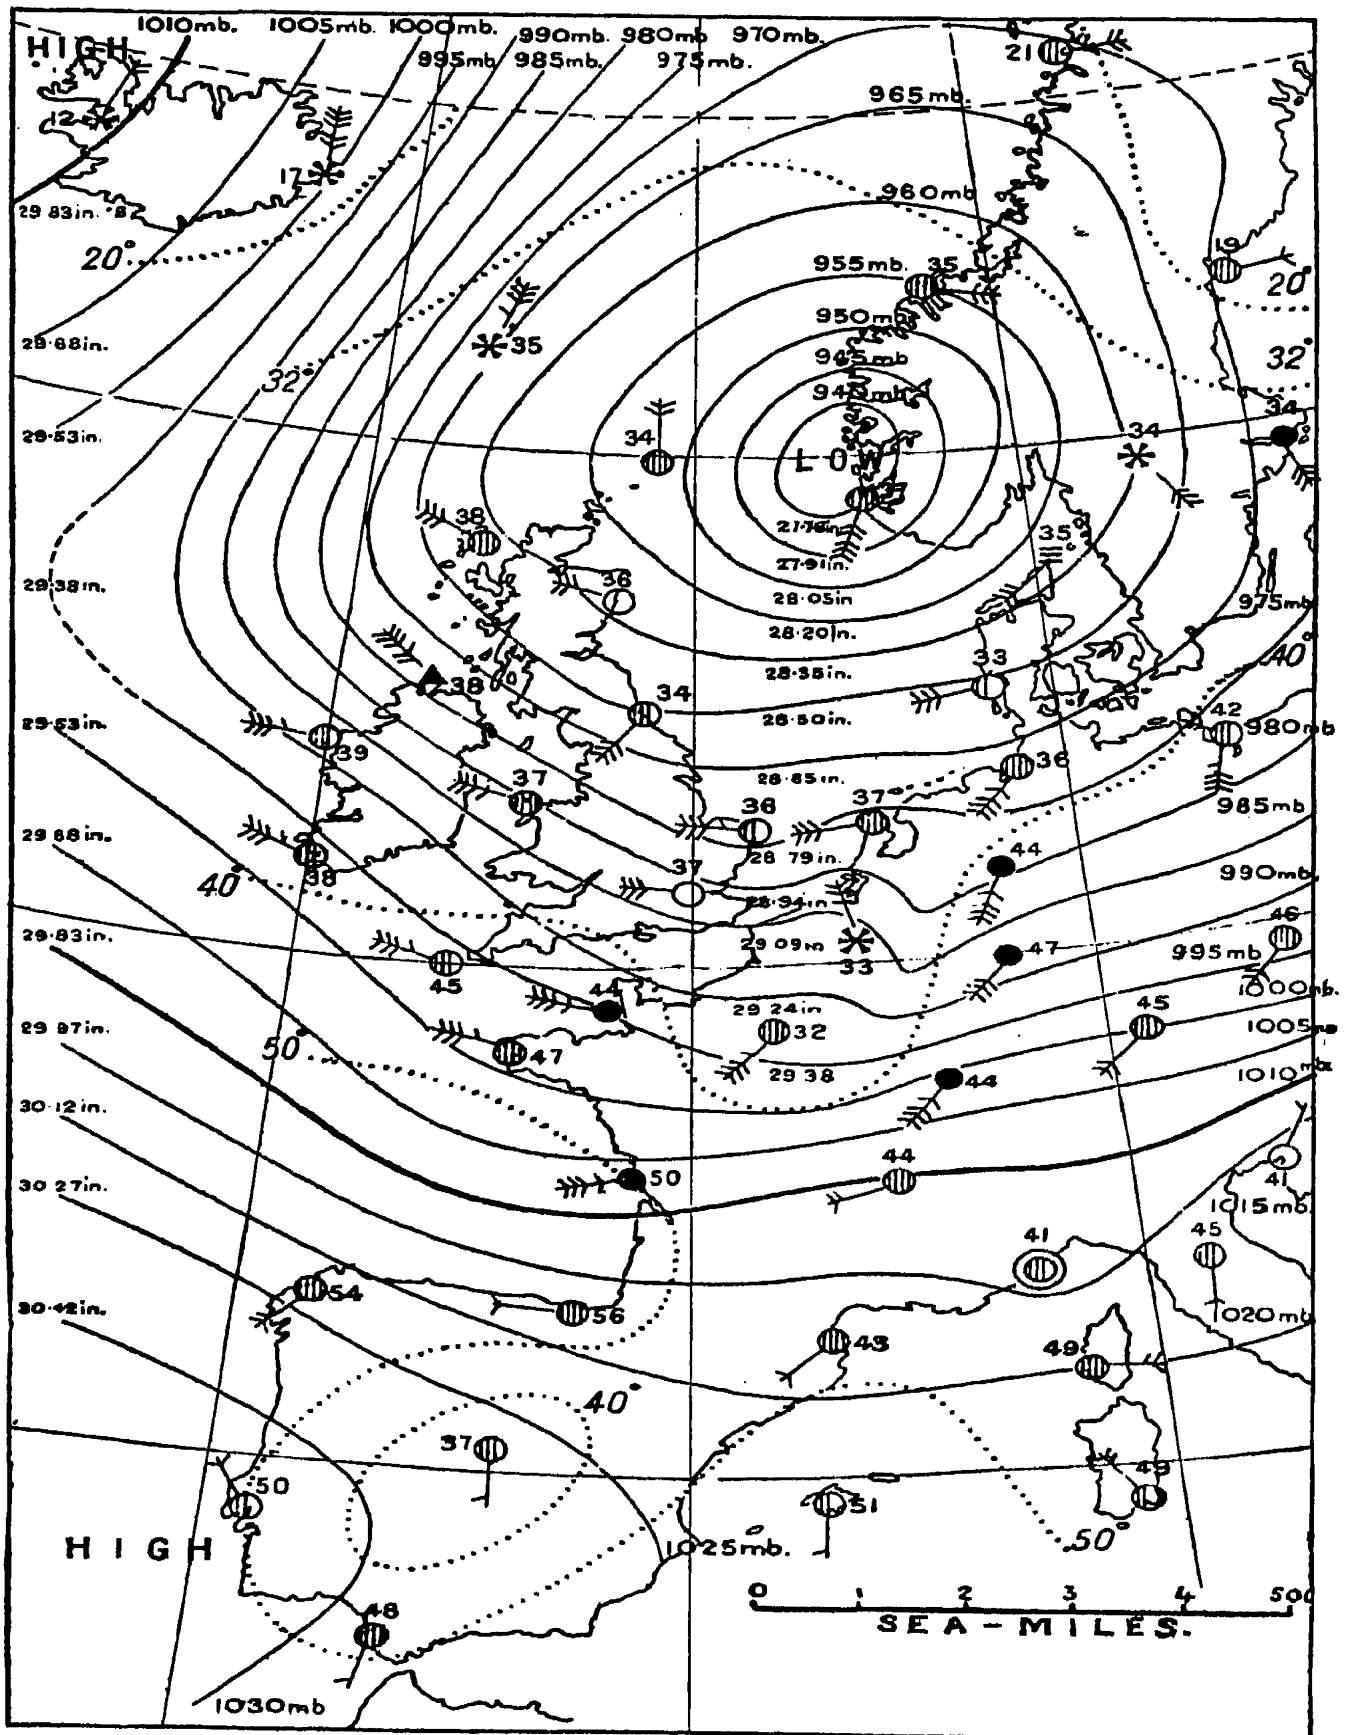 1010mb. 1005mb. 1000mb. 990mb. 980mb 970mb.
HIGH 995mb 985mb. 975mb.
21
965mb.
12
17
960mb
29 83in.
19
20°
955mb. 35
20°
950mb
29.68in.
35
945mb
32°
32°
940mb
34
29.53in.
34
34
LOW
38
27.91in.
35°
29.38in.
36
28.05in
975mb
28.20in.
40°
38
28.35in.
33
34
29.53in.
28.50in.
42
980mb
39
36
37
28.65in.
985mb
36
37°
29.68in.
28 79in.
44
38
37
990mb.
40°
28.94in
46
29.83in.
29 09in
47
995mb
33
45
1000mb.
44
29 24in
45
29.97in.
32
1005mb
50°
47
29 38
44
1010mb
30.12in.
44
50
41
30 27in.
1015mb.
41
45
54
56
43
49
1020mb
30.42in.
40°
37
50
49
51
HIGH
50°
1025mb.
0 1 2 3 4 500
48
SEA-MILES.
1030mb